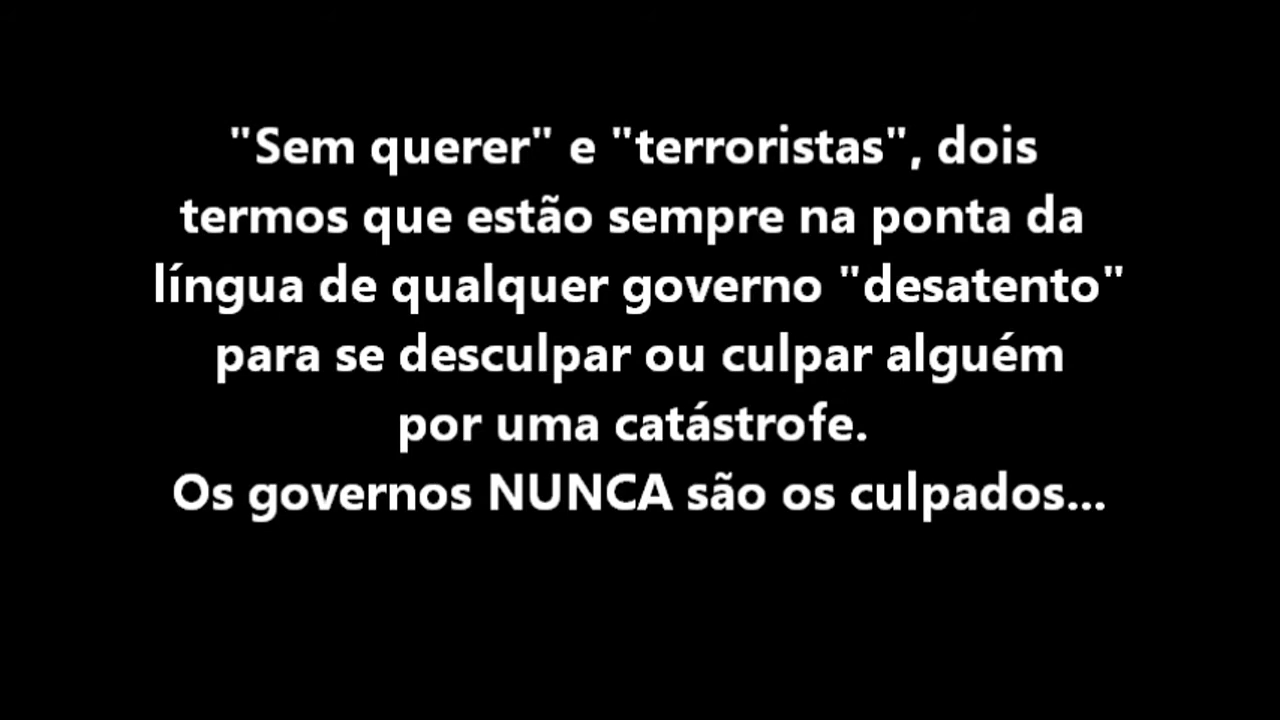 "Sem querer" e "terroristas", dois
termos que estão sempre na ponta da
língua de qualquer governo "desatento"
para se desculpar ou culpar alguém
por uma catástrofe.
Os governos NUNCA são os culpados...